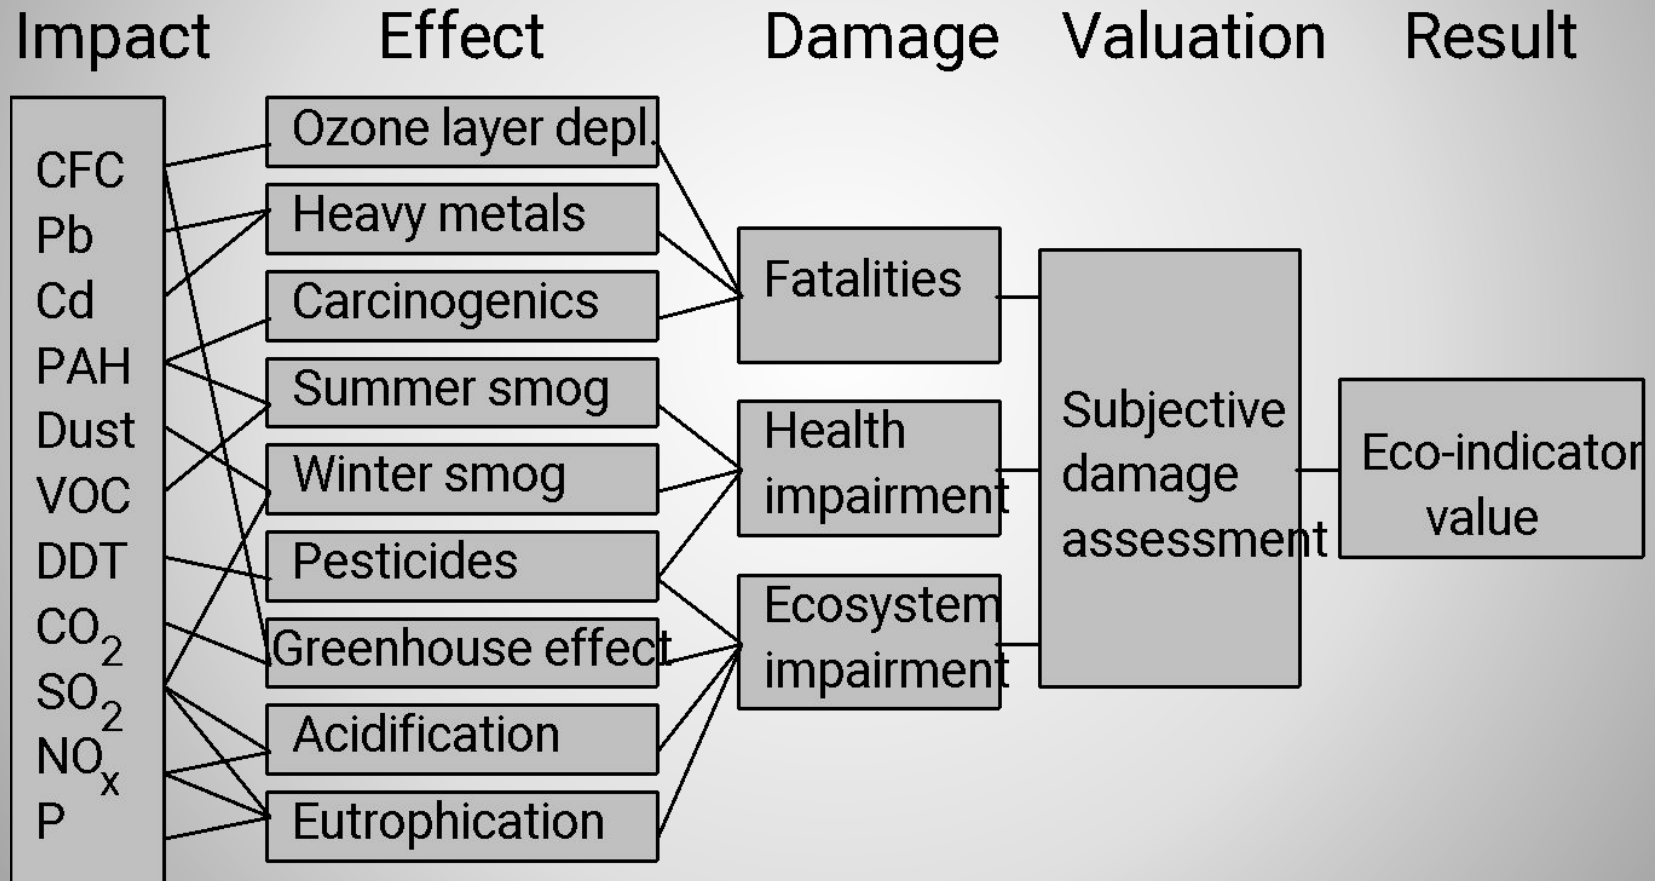 Impact
Effect
Damage
Valuation
Result
CFC
Pb
Cd
PAH
Dust
VOC
DDT
CO₂
SO₂
NOₓ
P
Ozone layer depl.
Heavy metals
Carcinogenics
Summer smog
Winter smog
Pesticides
Greenhouse effect
Acidification
Eutrophication
Fatalities
Health
impairment
Ecosystem
impairment
Subjective
damage
assessment
Eco-indicator
value